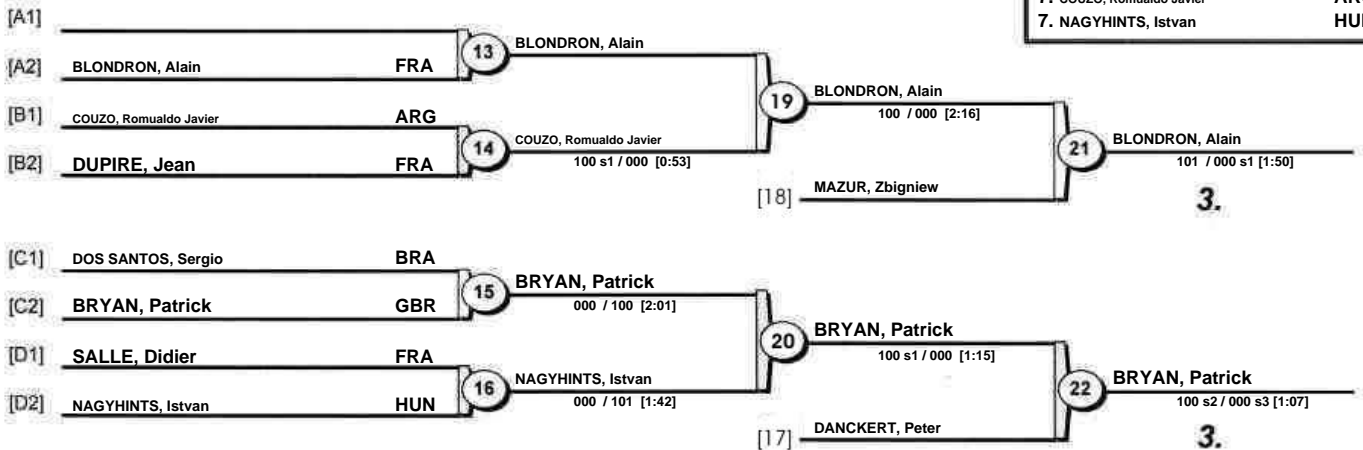 7. COUZO, Romualdo Javier
7. NAGYHINTS, Istvan
[A1]
13 BLONDRON, Alain
[A2] BLONDRON, Alain FRA
19 BLONDRON, Alain
100 / 000 [2:16]
[B1] COUZO, Romualdo Javier ARG
14 COUZO, Romualdo Javier
100 s1 / 000 [0:53]
21 BLONDRON, Alain
101 / 000 s1 [1:50]
[B2] DUPIRE, Jean FRA
[18] MAZUR, Zbigniew
3.
[C1] DOS SANTOS, Sergio BRA
15 BRYAN, Patrick
000 / 100 [2:01]
[C2] BRYAN, Patrick GBR
20 BRYAN, Patrick
100 s1 / 000 [1:15]
[D1] SALLE, Didier FRA
16 NAGYHINTS, Istvan
000 / 101 [1:42]
22 BRYAN, Patrick
100 s2 / 000 s3 [1:07]
[D2] NAGYHINTS, Istvan HUN
[17] DANCKERT, Peter
3.